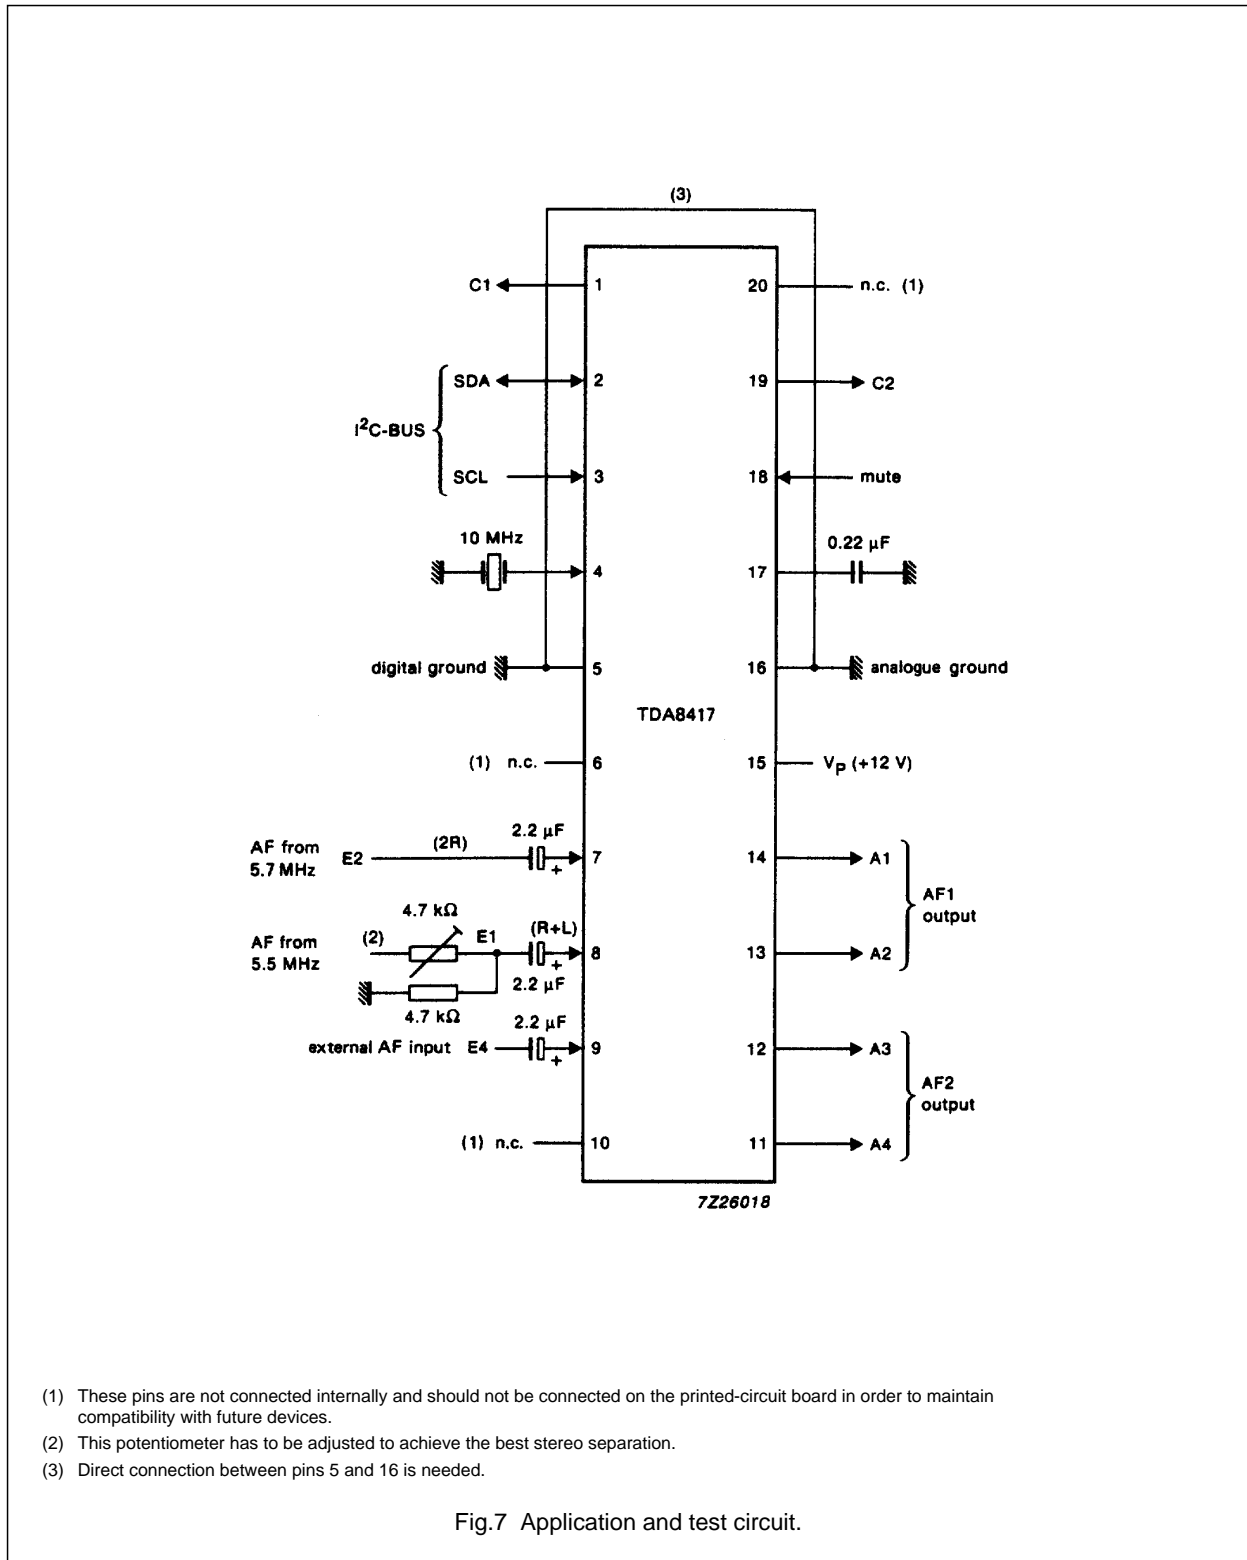 (3)
C1 1 20 n.c. (1)
SDA 2 19 C2
I²C-BUS
SCL 3 18 mute
10 MHz 0.22 µF
4 17
digital ground 5 16 analogue ground
TDA8417
(1) n.c. 6 15 VP (+12 V)
AF from 5.7 MHz E2 (2R) 2.2 µF + 7 14 A1
AF1 output
4.7 kΩ
AF from 5.5 MHz (2) E1 (R+L) + 8 13 A2
4.7 kΩ 2.2 µF
2.2 µF
external AF input E4 + 9 12 A3
AF2 output
(1) n.c. 10 11 A4
7Z26018
(1) These pins are not connected internally and should not be connected on the printed-circuit board in order to maintain
compatibility with future devices.
(2) This potentiometer has to be adjusted to achieve the best stereo separation.
(3) Direct connection between pins 5 and 16 is needed.
Fig.7 Application and test circuit.